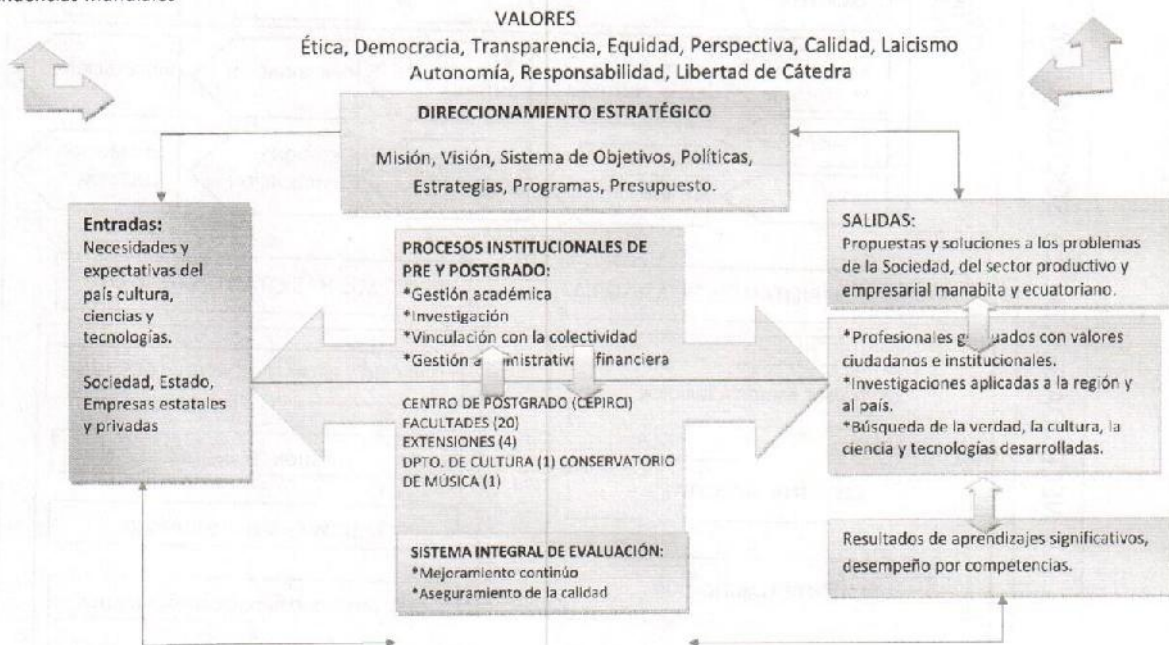 VALORES
Ética, Democracia, Transparencia, Equidad, Perspectiva, Calidad, Laicismo
Autonomía, Responsabilidad, Libertad de Cátedra
DIRECCIONAMIENTO ESTRATÉGICO
Misión, Visión, Sistema de Objetivos, Políticas,
Estrategias, Programas, Presupuesto.
Entradas:
Necesidades y
expectativas del
país cultura,
ciencias y
tecnologías.
Sociedad, Estado,
Empresas estatales
y privadas
PROCESOS INSTITUCIONALES DE
PRE Y POSTGRADO:
*Gestión académica
*Investigación
*Vinculación con la colectividad
*Gestión financiera
CENTRO DE POSTGRADO (CEPIRCI)
FACULTADES (20)
EXTENSIONES (4)
DPTO. DE CULTURA (1) CONSERVATORIO
DE MÚSICA (1)
SISTEMA INTEGRAL DE EVALUACIÓN:
*Mejoramiento continúo
*Aseguramiento de la calidad
SALIDAS:
Propuestas y soluciones a los problemas
de la Sociedad, del sector productivo y
empresarial manabita y ecuatoriano.
*Profesionales con valores
ciudadanos e institucionales.
*Investigaciones aplicadas a la región y
al país.
*Búsqueda de la verdad, la cultura, la
ciencia y tecnologías desarrolladas.
Resultados de aprendizajes significativos,
desempeño por competencias.